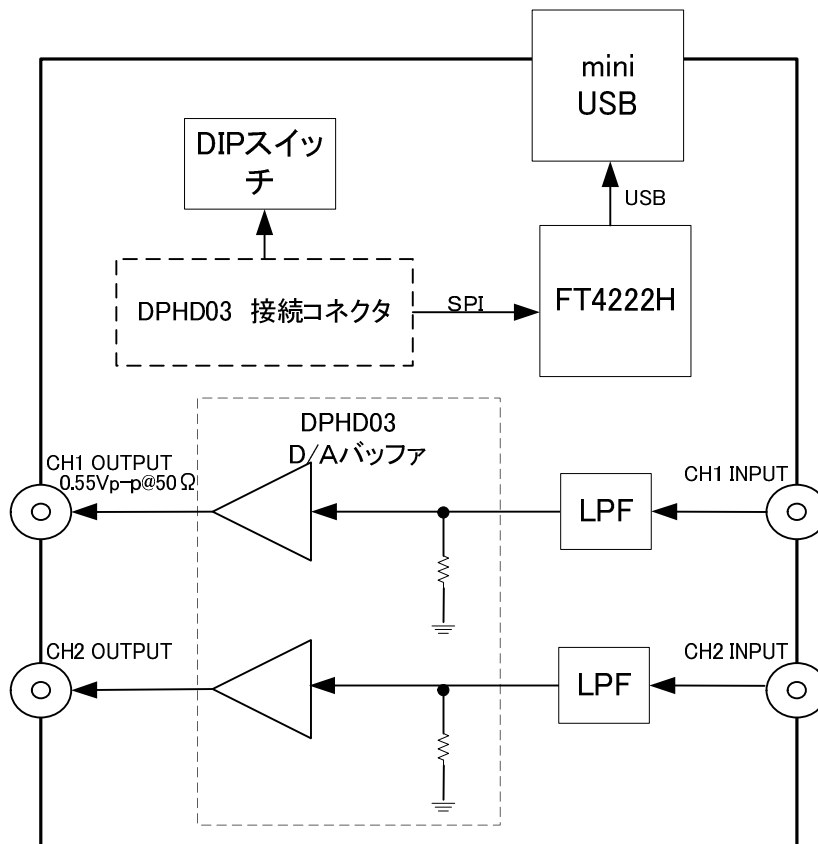 mini
USB
DIPスイッ
チ
USB
DPHD03 接続コネクタ
SPI
FT4222H
DPHD03
D/Aバッファ
CH1 OUTPUT
0.55Vp-p@50Ω
LPF
CH1 INPUT
CH2 OUTPUT
LPF
CH2 INPUT